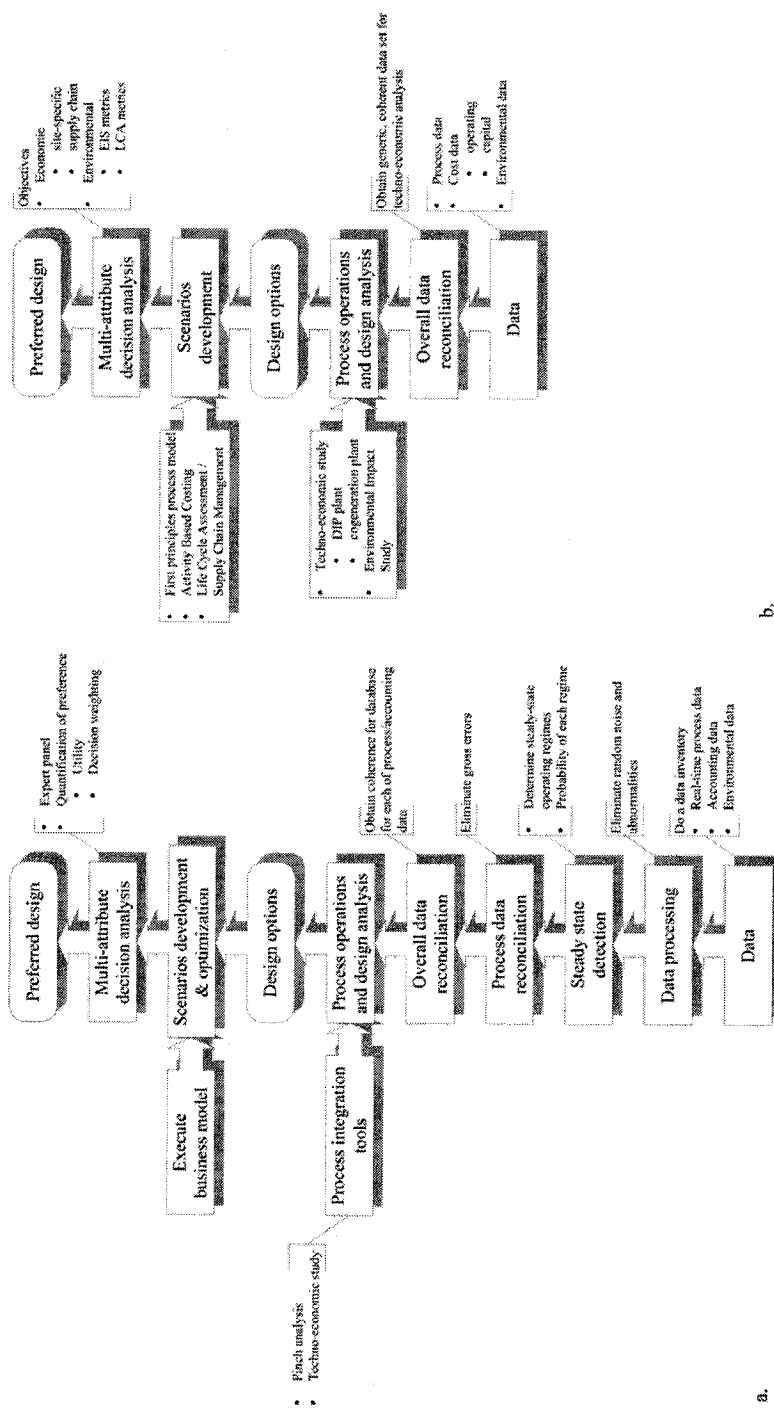 Preferred design
Multi-attribute
decision analysis
• Expert panel
• Quantification of preference
• Utility
• Decision weighting
Scenarios development
& optimization
Execute
business model
Design options
Process operations
and design analysis
Process integration
tools
• Pinch analysis
• Techno-economic study
Overall data
reconciliation
Obtain coherence for database
for each of process/accounting
data
Process data
reconciliation
Eliminate gross errors
Steady state
detection
• Determine steady-state
operating regimes
• Probability of each regime
Data processing
Eliminate random noise and
abnormalities
Data
Do a data inventory
• Real-time process data
• Accounting data
• Environmental data
a.
Preferred design
Multi-attribute
decision analysis
Objectives
• Economic
• site-specific
• supply chain
• Environmental
• EIS metrics
• LCA metrics
Scenarios
development
• First principles process model
• Activity Based Costing
• Life Cycle Assessment /
Supply Chain Management
Design options
Process operations
and design analysis
• Techno-economic study
• DIP plant
• cogeneration plant
• Environmental Impact
Study
Overall data
reconciliation
Obtain generic, coherent data set for
techno-economic analysis
Data
• Process data
• Cost data
• operating
• capital
• Environmental data
b.